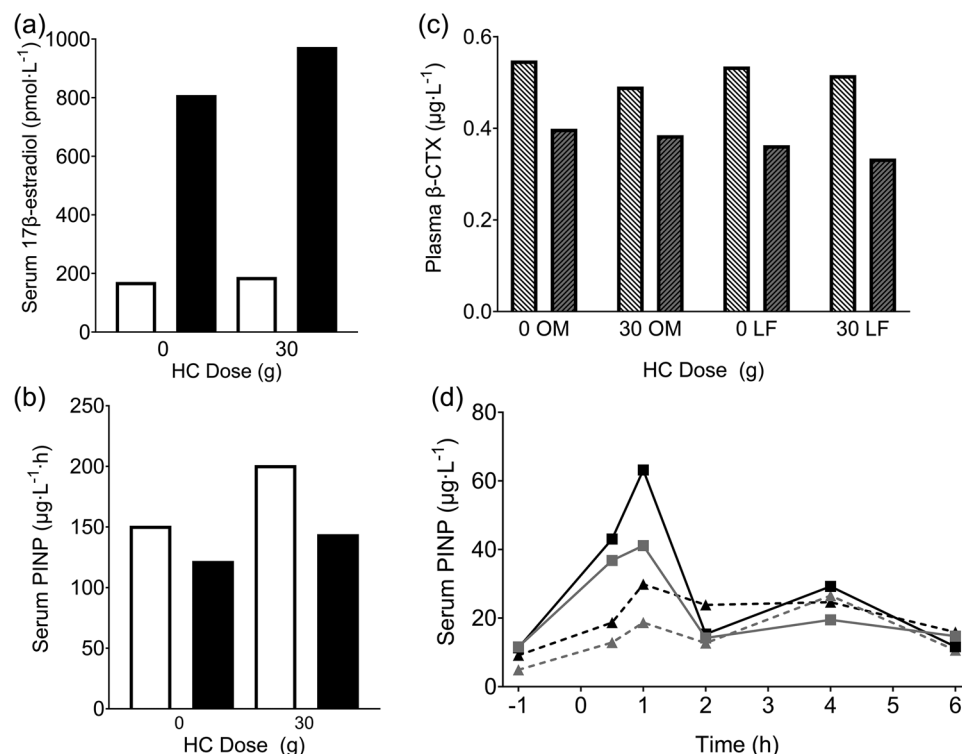 (a)
Serum 17β-estradiol (pmol·L⁻¹)
1000
800
600
400
200
0
0 30
HC Dose (g)
(c)
Plasma β-CTX (µg·L⁻¹)
0.6
0.4
0.2
0.0
0 OM 30 OM 0 LF 30 LF
HC Dose (g)
(b)
Serum PINP (µg·L⁻¹·h)
250
200
150
100
50
0
0 30
HC Dose (g)
(d)
Serum PINP (µg·L⁻¹)
80
60
40
20
0
-1 0 1 2 3 4 5 6
Time (h)